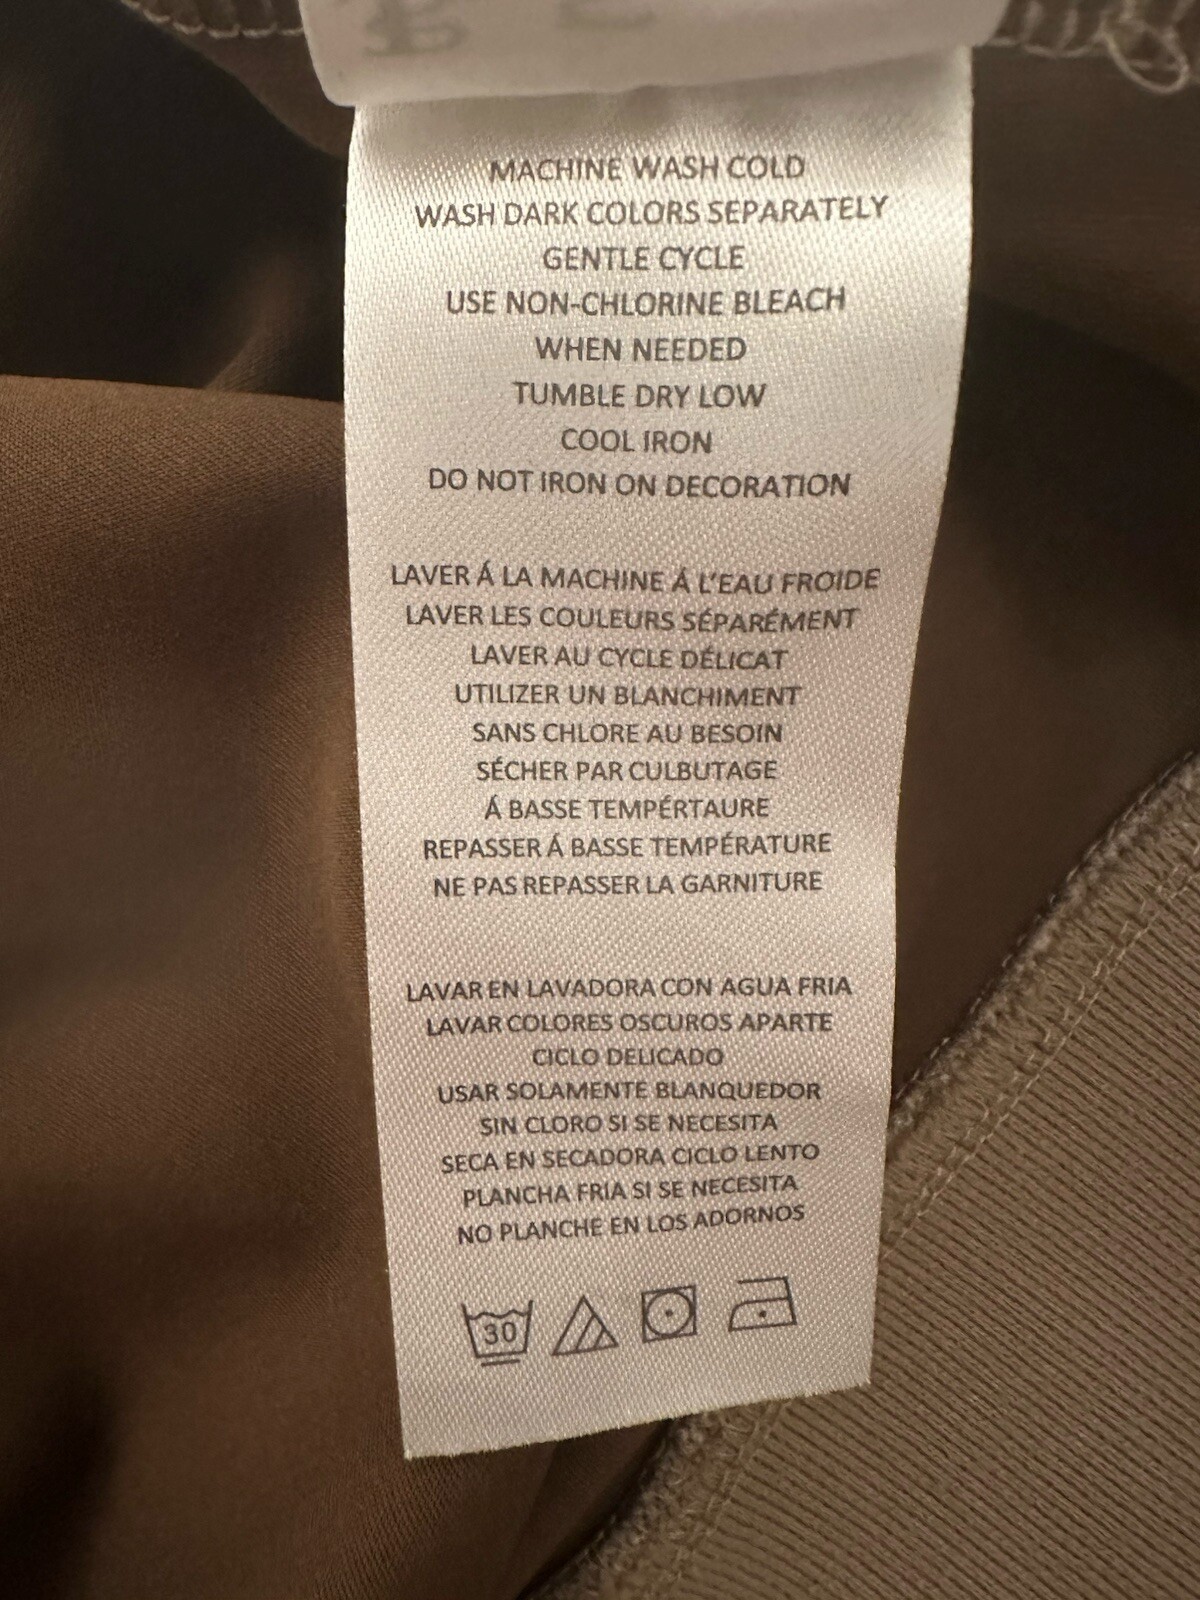 MACHINE WASH COLD
WASH DARK COLORS SEPARATELY
GENTLE CYCLE
USE NON-CHLORINE BLEACH
WHEN NEEDED
TUMBLE DRY LOW
COOL IRON
DO NOT IRON ON DECORATION
LAVER Á LA MACHINE Á L'EAU FROIDE
LAVER LES COULEURS SÉPARÉMENT
LAVER AU CYCLE DÉLICAT
UTILIZER UN BLANCHIMENT
SANS CHLORE AU BESOIN
SÉCHER PAR CULBUTAGE
Á BASSE TEMPÉRTAURE
REPASSER Á BASSE TEMPÉRATURE
NE PAS REPASSER LA GARNITURE
LAVAR EN LAVADORA CON AGUA FRIA
LAVAR COLORES OSCUROS APARTE
CICLO DELICADO
USAR SOLAMENTE BLANQUEDOR
SIN CLORO SI SE NECESITA
SECA EN SECADORA CICLO LENTO
PLANCHA FRIA SI SE NECESITA
NO PLANCHE EN LOS ADORNOS
30